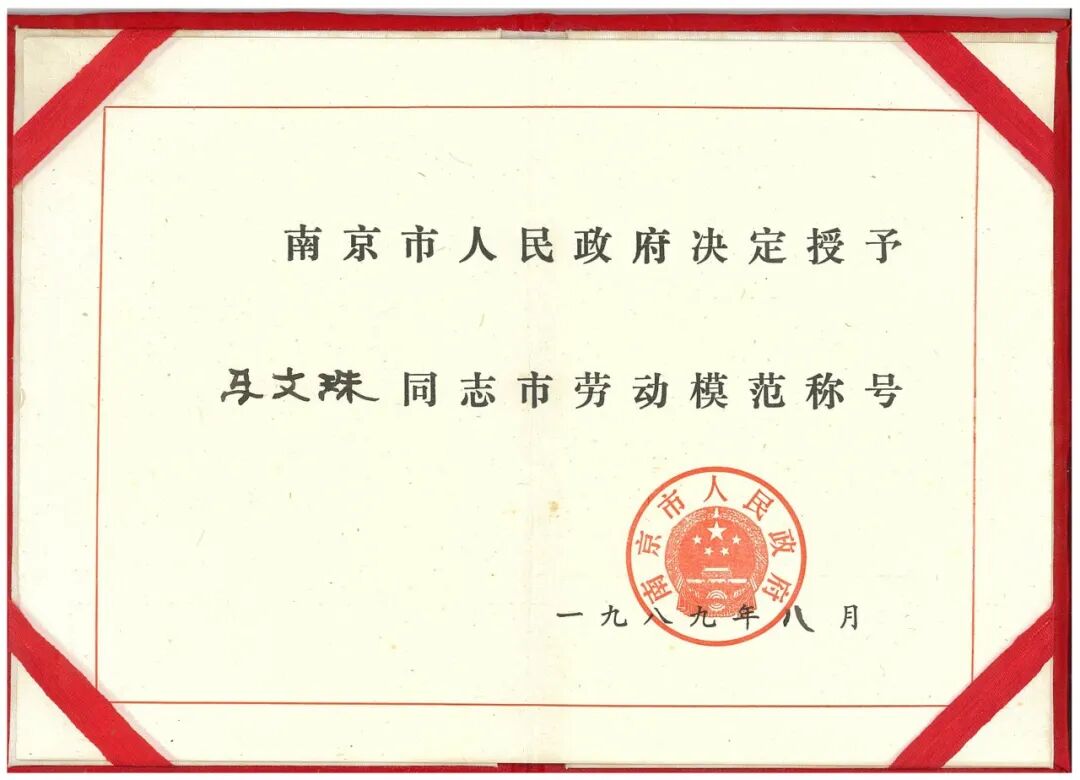 南京市人民政府决定授予
马文珠同志市劳动模范称号
南京市人民政府
一九八九年八月